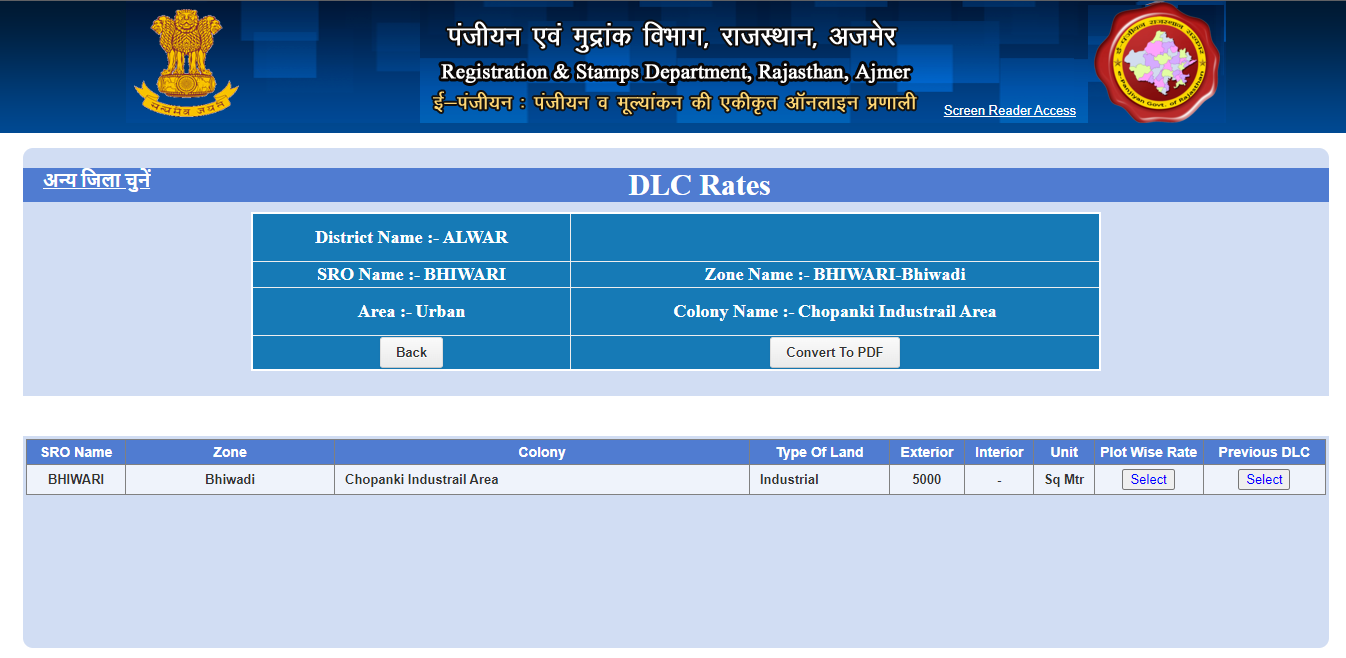 पंजीयन एवं मुद्रांक विभाग, राजस्थान, अजमेर
Registration & Stamps Department, Rajasthan, Ajmer
ई–पंजीयन : पंजीयन व मूल्यांकन की एकीकृत ऑनलाइन प्रणाली
Screen Reader Access
सत्यमेव जयते
अन्य जिला चुनें
DLC Rates
District Name :- ALWAR
SRO Name :- BHIWARI Zone Name :- BHIWARI-Bhiwadi
Area :- Urban Colony Name :- Chopanki Industrail Area
Back Convert To PDF
SRO Name Zone Colony Type Of Land Exterior Interior Unit Plot Wise Rate Previous DLC
BHIWARI Bhiwadi Chopanki Industrail Area Industrial 5000 - Sq Mtr Select Select